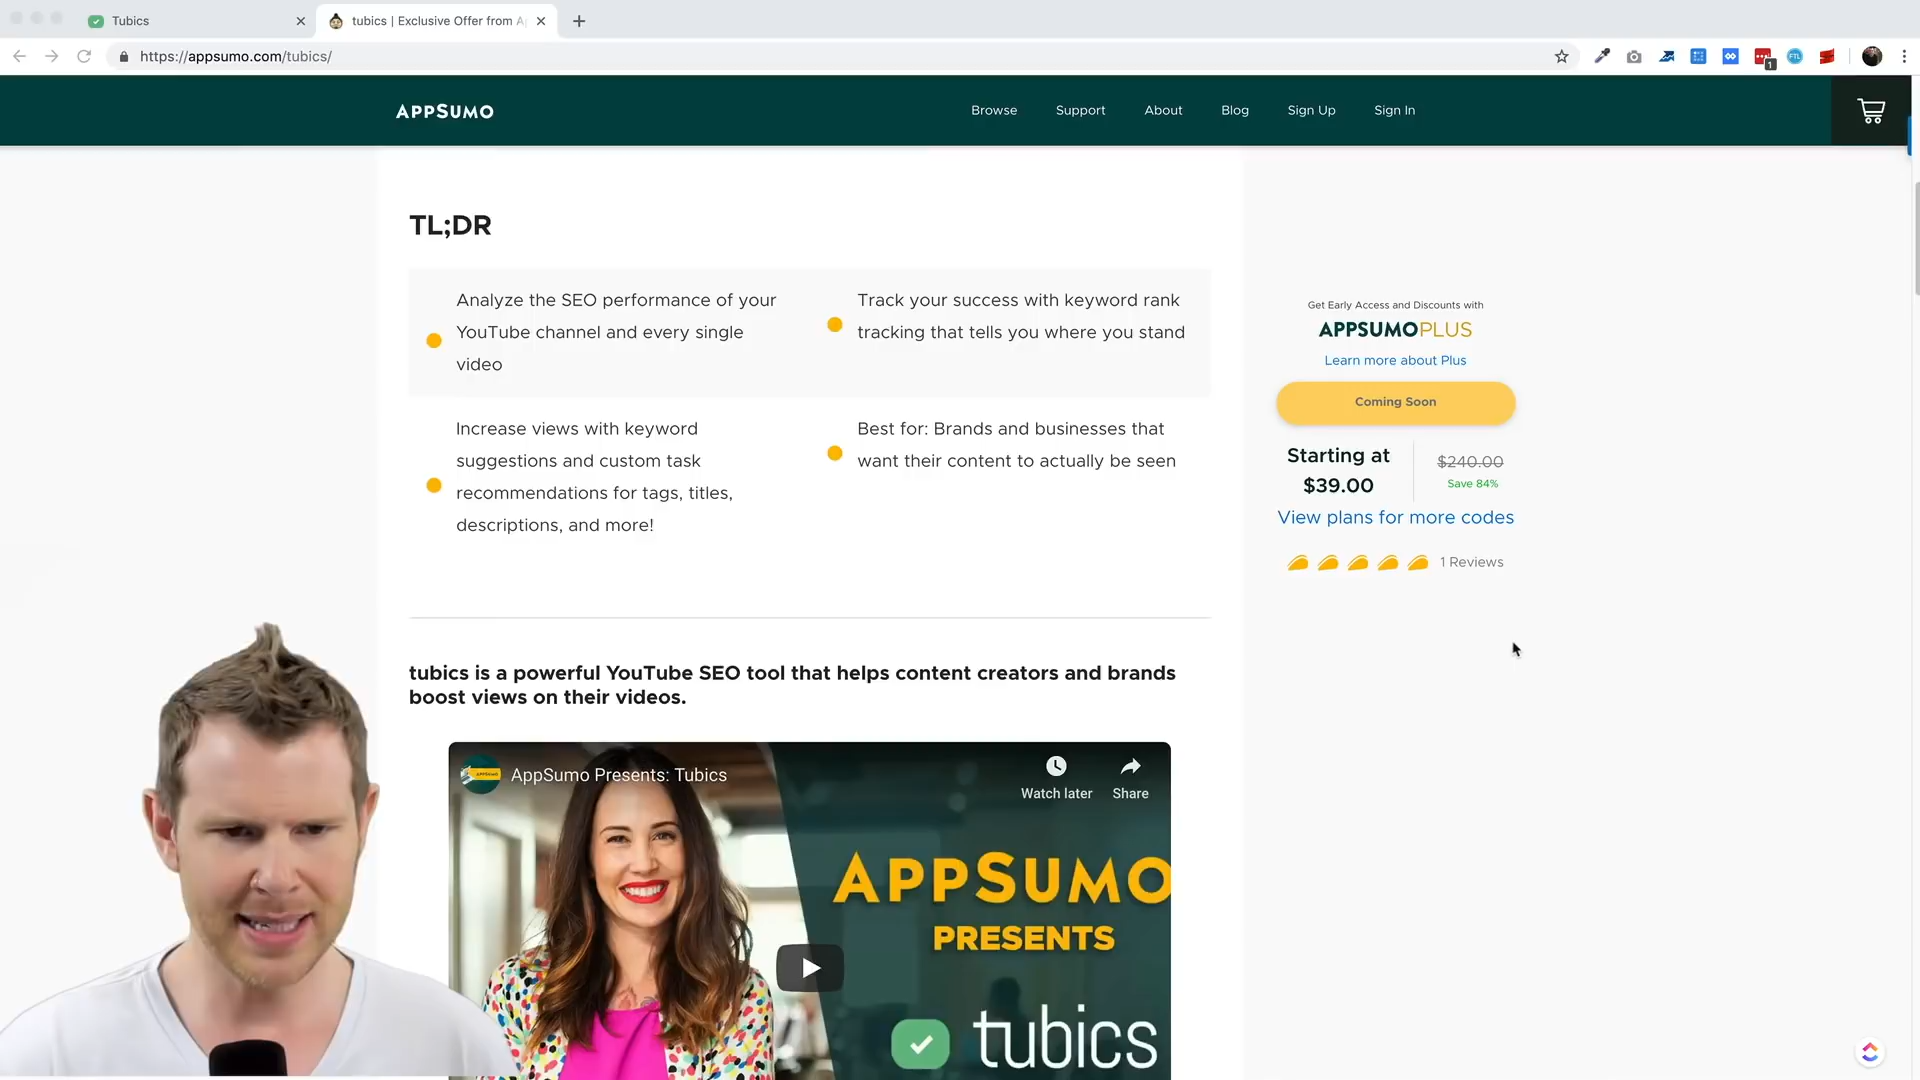 Tubics
tubics | Exclusive Offer from A
https://appsumo.com/tubics/
1
FTL
APPSUMO
Browse
Support
About
Blog
Sign Up
Sign In
TL;DR
Analyze the SEO performance of your
YouTube channel and every single
video
Track your success with keyword rank
tracking that tells you where you stand
Increase views with keyword
suggestions and custom task
recommendations for tags, titles,
descriptions, and more!
Best for: Brands and businesses that
want their content to actually be seen
Get Early Access and Discounts with
APPSUMOPLUS
Learn more about Plus
Coming Soon
Starting at
$39.00
$240.00
Save 84%
View plans for more codes
1 Reviews
tubics is a powerful YouTube SEO tool that helps content creators and brands
boost views on their videos.
AppSumo Presents: Tubics
Watch later
Share
APPSUMO
PRESENTS
tubics